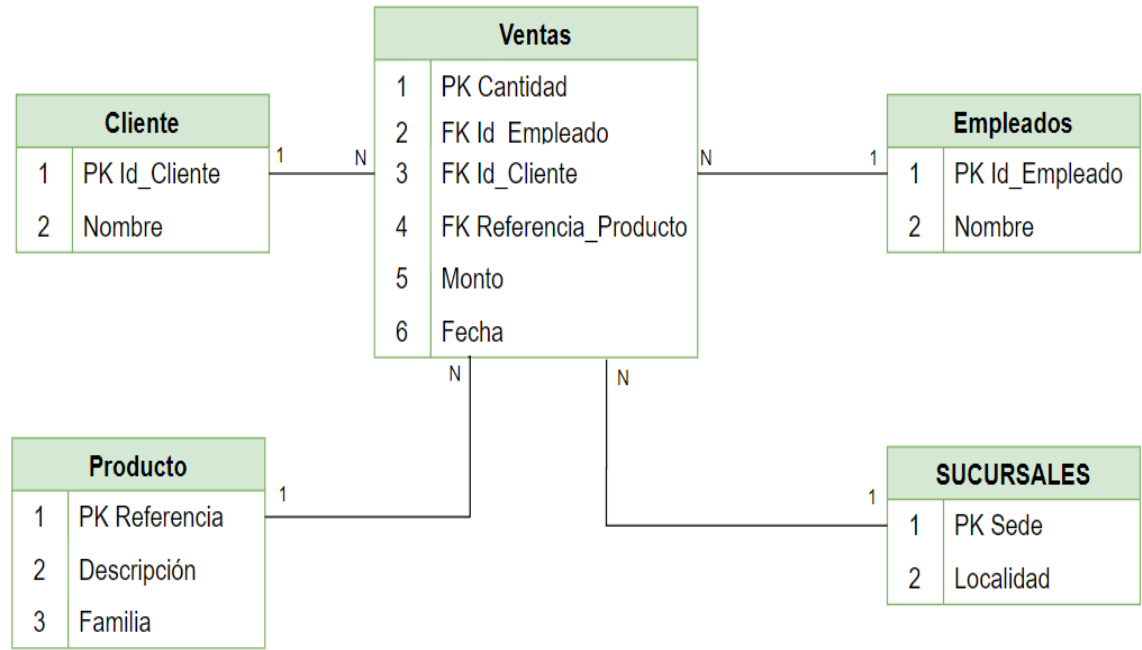 Ventas
1 PK Cantidad
2 FK Id_Empleado
3 FK Id_Cliente
4 FK Referencia_Producto
5 Monto
6 Fecha
Cliente
1 PK Id_Cliente
2 Nombre
1 N
N 1
Empleados
1 PK Id_Empleado
2 Nombre
N
N
Producto
1 PK Referencia
2 Descripción
3 Familia
1
1
SUCURSALES
1 PK Sede
2 Localidad